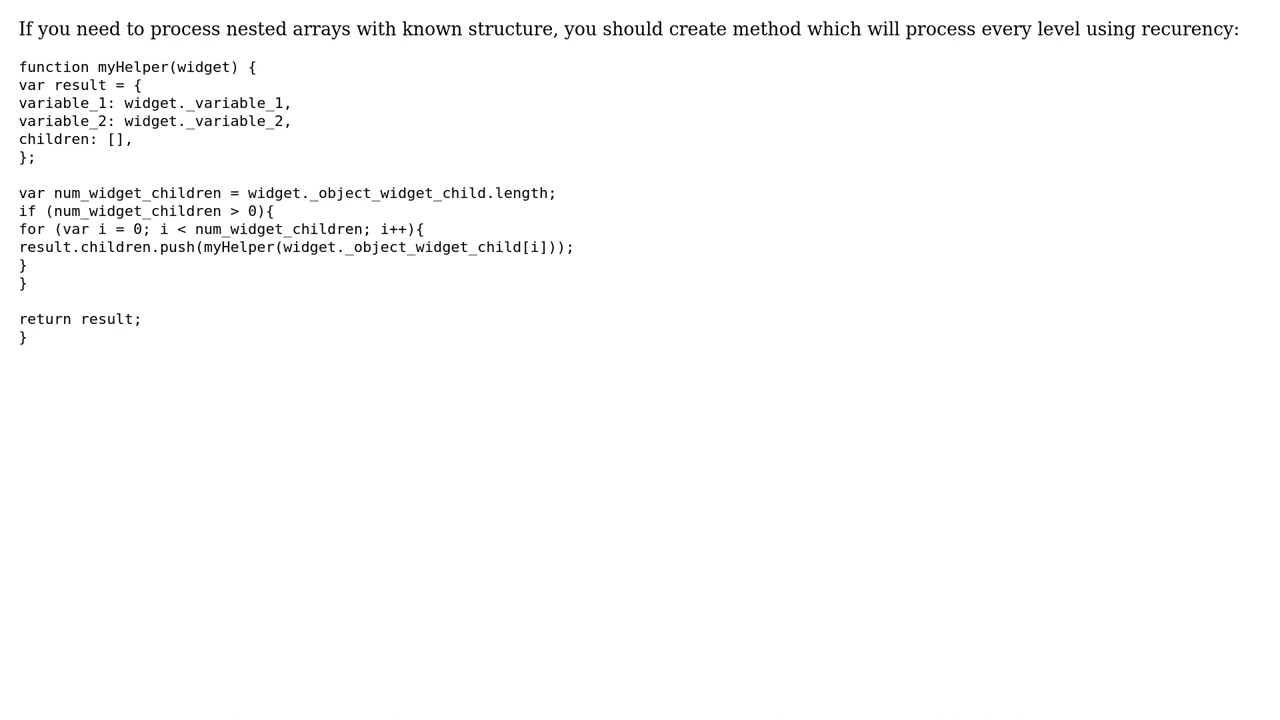 If you need to process nested arrays with known structure, you should create method which will process every level using recurency:
function myHelper(widget) {
var result = {
variable_1: widget._variable_1,
variable_2: widget._variable_2,
children: [],
};
var num_widget_children = widget._object_widget_child.length;
if (num_widget_children > 0){
for (var i = 0; i < num_widget_children; i++){
result.children.push(myHelper(widget._object_widget_child[i]));
}
}
return result;
}